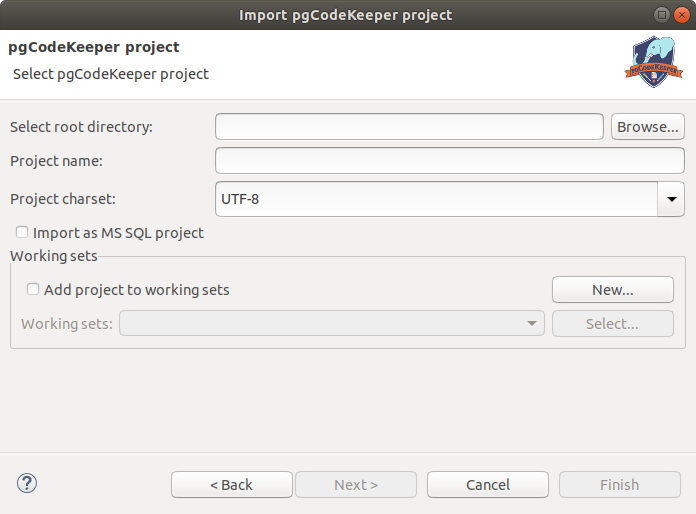 Import pgCodeKeeper project
pgCodeKeeper project
Select pgCodeKeeper project
pgCodeKeeper
Select root directory:
Browse...
Project name:
Project charset:
UTF-8
Import as MS SQL project
Working sets
Add project to working sets
New...
Working sets:
Select...
?
< Back
Next >
Cancel
Finish